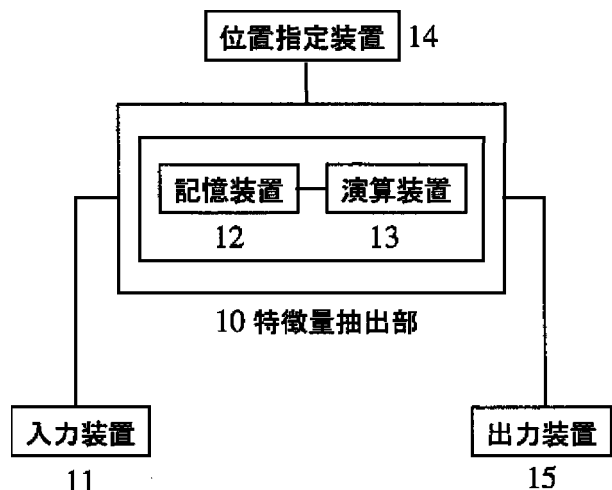 位置指定装置 14
記憶装置 演算装置
12 13
10 特徴量抽出部
入力装置 出力装置
11 15